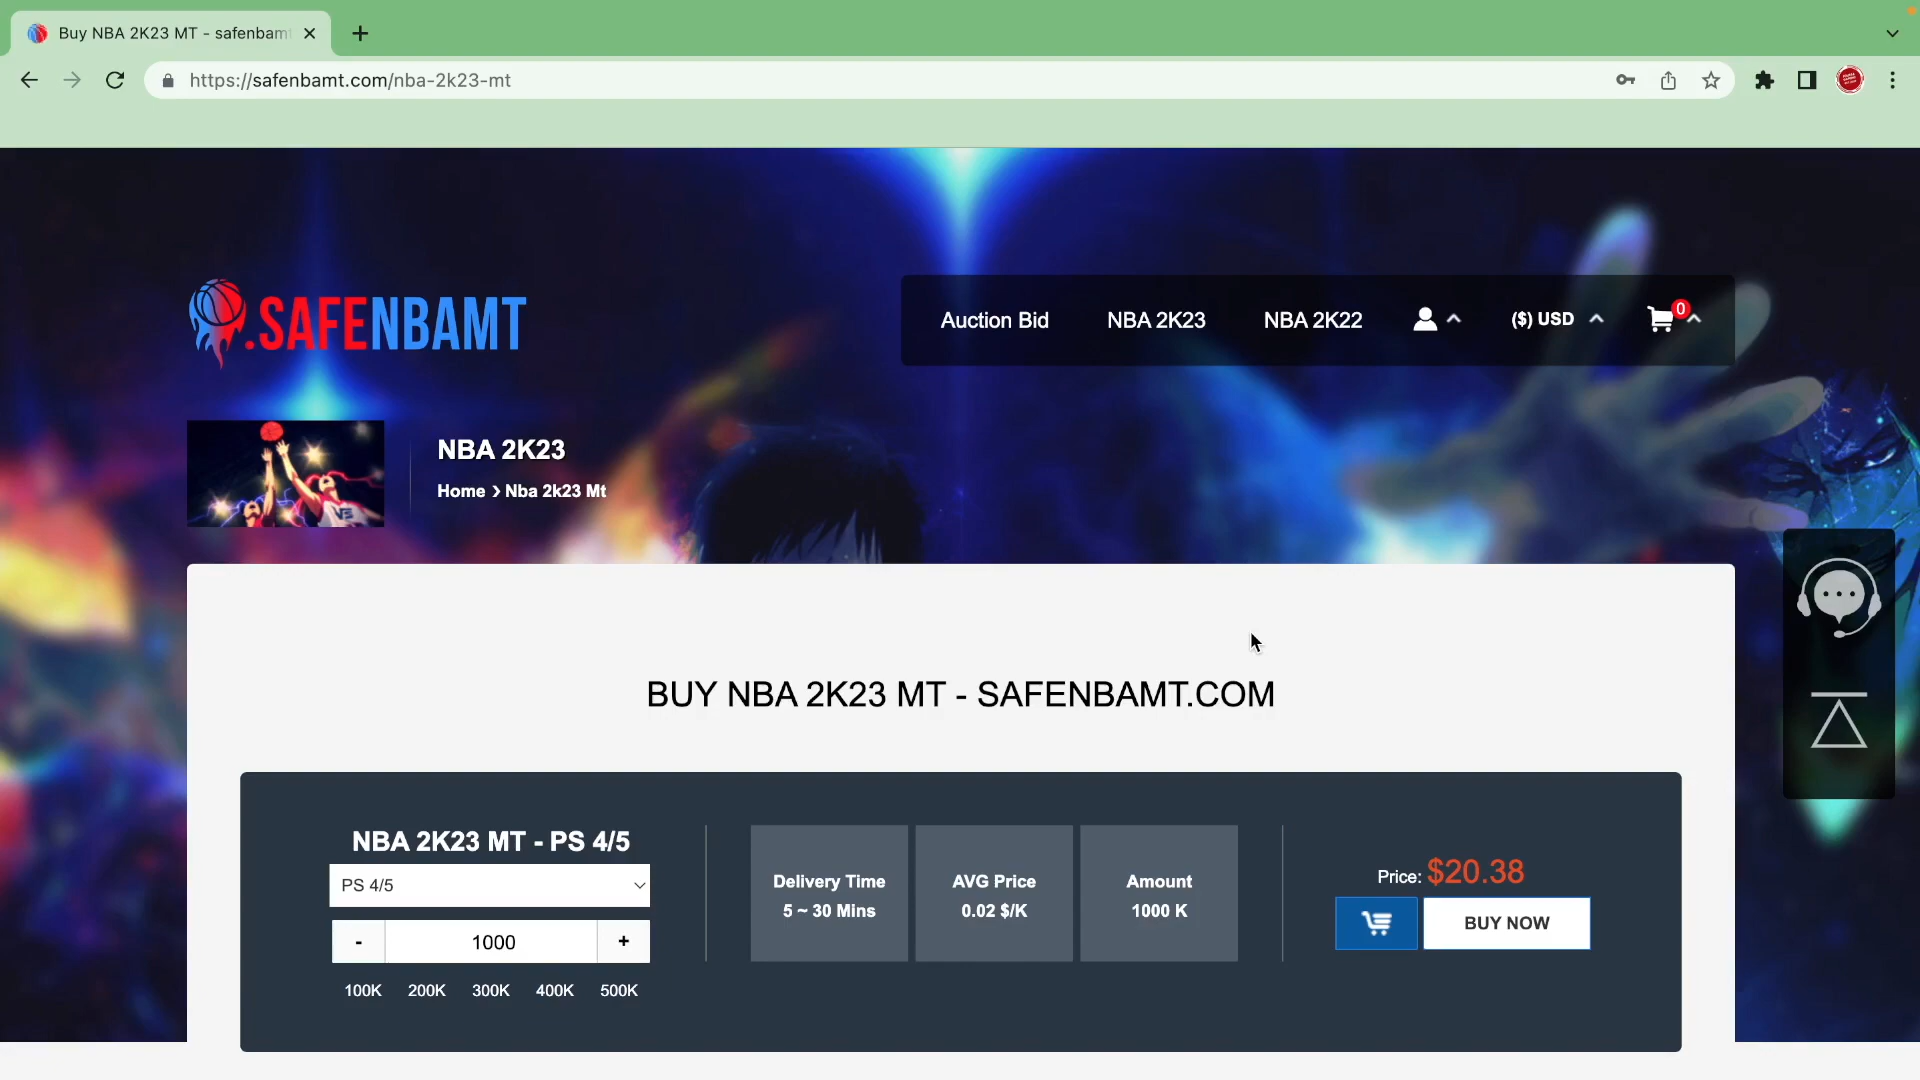 Buy NBA 2K23 MT - safenbamt
https://safenbamt.com/nba-2k23-mt
.SAFENBAMT
Auction Bid
NBA 2K23
NBA 2K22
($) USD
0
NBA 2K23
Home › Nba 2k23 Mt
BUY NBA 2K23 MT - SAFENBAMT.COM
NBA 2K23 MT - PS 4/5
PS 4/5
- 1000 +
100K 200K 300K 400K 500K
Delivery Time
5 ~ 30 Mins
AVG Price
0.02 $/K
Amount
1000 K
Price: $20.38
BUY NOW